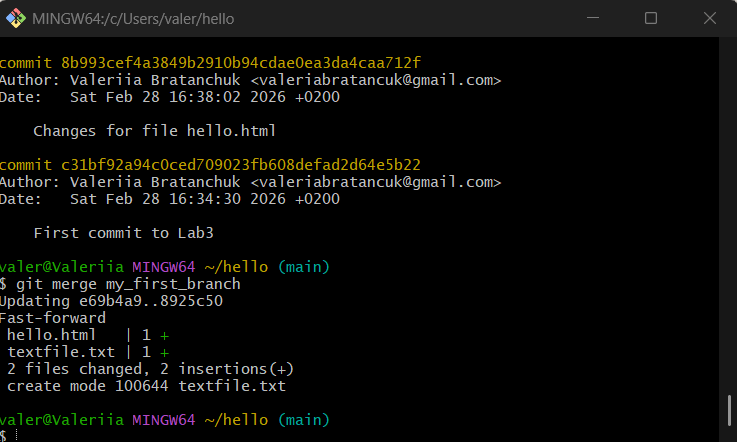 MINGW64:/c/Users/valer/hello
commit 8b993cef4a3849b2910b94cdae0ea3da4caa712f
Author: Valeriia Bratanchuk <valeriabratancuk@gmail.com>
Date:   Sat Feb 28 16:38:02 2026 +0200
    Changes for file hello.html
commit c31bf92a94c0ced709023fb608defad2d64e5b22
Author: Valeriia Bratanchuk <valeriabratancuk@gmail.com>
Date:   Sat Feb 28 16:34:30 2026 +0200
    First commit to Lab3
valer@Valeriia MINGW64 ~/hello (main)
$ git merge my_first_branch
Updating e69b4a9..8925c50
Fast-forward
 hello.html   | 1 +
 textfile.txt | 1 +
 2 files changed, 2 insertions(+)
 create mode 100644 textfile.txt
valer@Valeriia MINGW64 ~/hello (main)
$